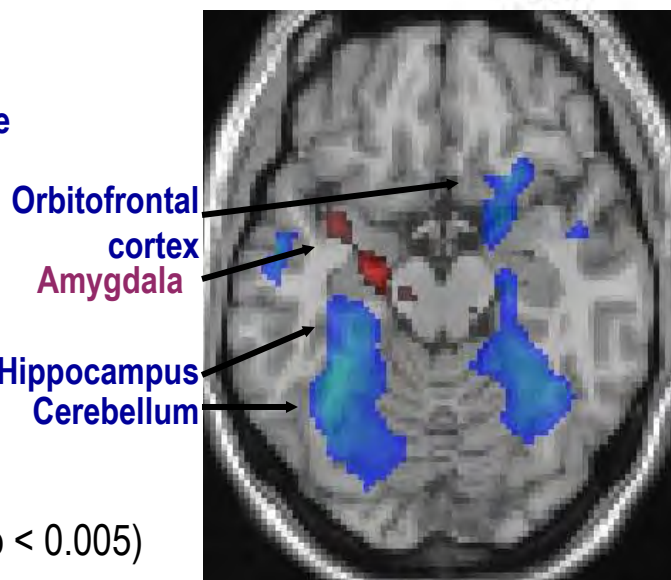 e
Orbitofrontal
cortex
Amygdala
Hippocampus
Cerebellum
< 0.005)